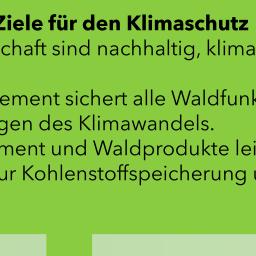 Ziele für den Klimaschutz
chaft sind nachhaltig, klima
ement sichert alle Waldfunk
gen des Klimawandels.
ment und Waldprodukte lei
ur Kohlenstoffspeicherung